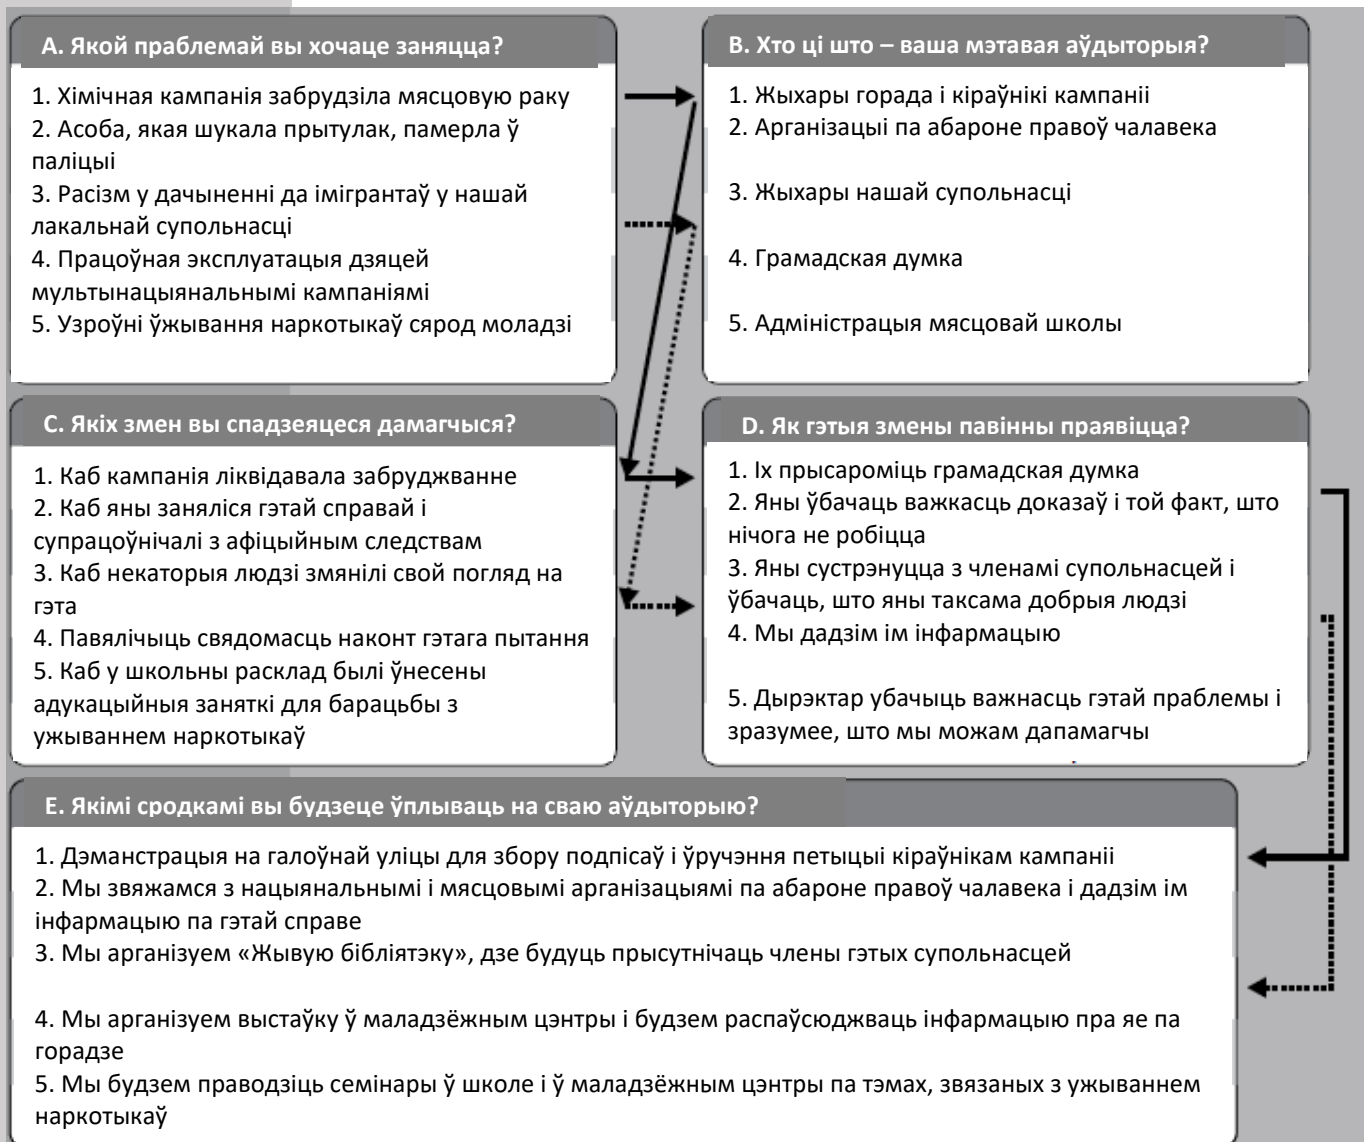 А. Якой праблемай вы хочаце заняцца?
1. Хімічная кампанія забрудзіла мясцовую раку
2. Асоба, якая шукала прытулак, памерла ў
паліцыі
3. Расізм у дачыненні да імігрантаў у нашай
лакальнай супольнасці
4. Працоўная эксплуатацыя дзяцей
мультынацыянальнымі кампаніямі
5. Узроўні ўжывання наркотыкаў сярод моладзі
В. Хто ці што – ваша мэтавая аўдыторыя?
1. Жыхары горада і кіраўнікі кампаніі
2. Арганізацыі па абароне правоў чалавека
3. Жыхары нашай супольнасці
4. Грамадская думка
5. Адміністрацыя мясцовай школы
С. Якіх змен вы спадзеяцеся дамагчыся?
1. Каб кампанія ліквідавала забруджванне
2. Каб яны заняліся гэтай справай і
супрацоўнічалі з афіцыйным следствам
3. Каб некаторыя людзі змянілі свой погляд на
гэта
4. Павялічыць свядомасць наконт гэтага пытання
5. Каб у школьны расклад былі ўнесены
адукацыйныя заняткі для барацьбы з
ужываннем наркотыкаў
D. Як гэтыя змены павінны праявіцца?
1. Іх прысароміць грамадская думка
2. Яны ўбачаць важкасць доказаў і той факт, што
нічога не робіцца
3. Яны сустрэнуцца з членамі супольнасцей і
ўбачаць, што яны таксама добрыя людзі
4. Мы дадзім ім інфармацыю
5. Дырэктар убачыць важнасць гэтай праблемы і
зразумее, што мы можам дапамагчы
Е. Якімі сродкамі вы будзеце ўплываць на сваю аўдыторыю?
1. Дэманстрацыя на галоўнай уліцы для збору подпісаў і ўручэння петыцыі кіраўнікам кампаніі
2. Мы звяжамся з нацыянальнымі і мясцовымі арганізацыямі па абароне правоў чалавека і дадзім ім
інфармацыю па гэтай справе
3. Мы арганізуем «Жывую бібліятэку», дзе будуць прысутнічаць члены гэтых супольнасцей
4. Мы арганізуем выстаўку ў маладзёжным цэнтры і будзем распаўсюджваць інфармацыю пра яе па
горадзе
5. Мы будзем праводзіць семінары ў школе і ў маладзёжным цэнтры па тэмах, звязаных з ужываннем
наркотыкаў